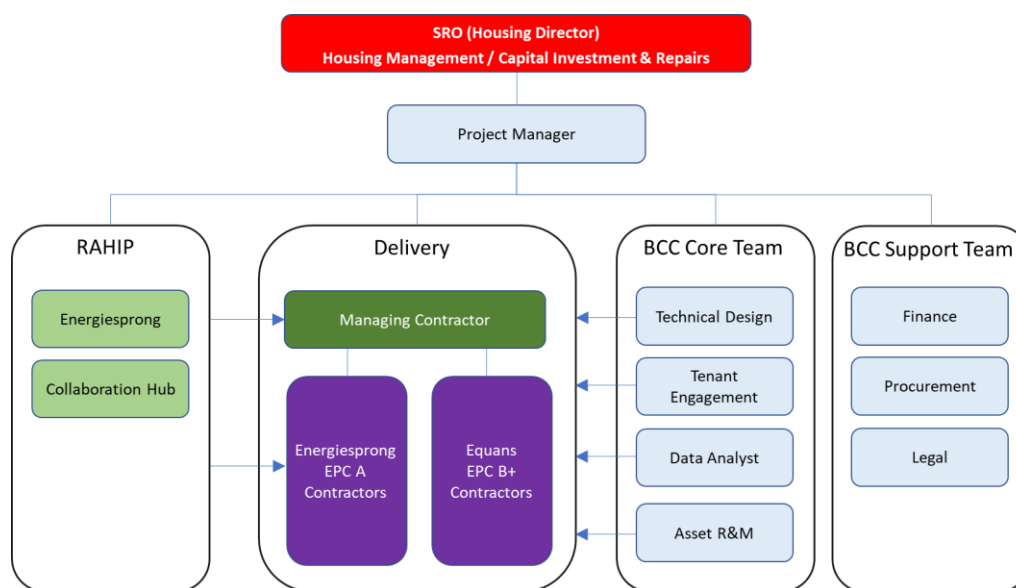 SRO (Housing Director)
Housing Management / Capital Investment & Repairs
Project Manager
RAHIP
Energiesprong
Collaboration Hub
Delivery
Managing Contractor
Energiesprong
EPC A
Contractors
Equans
EPC B+
Contractors
BCC Core Team
Technical Design
Tenant
Engagement
Data Analyst
Asset R&M
BCC Support Team
Finance
Procurement
Legal